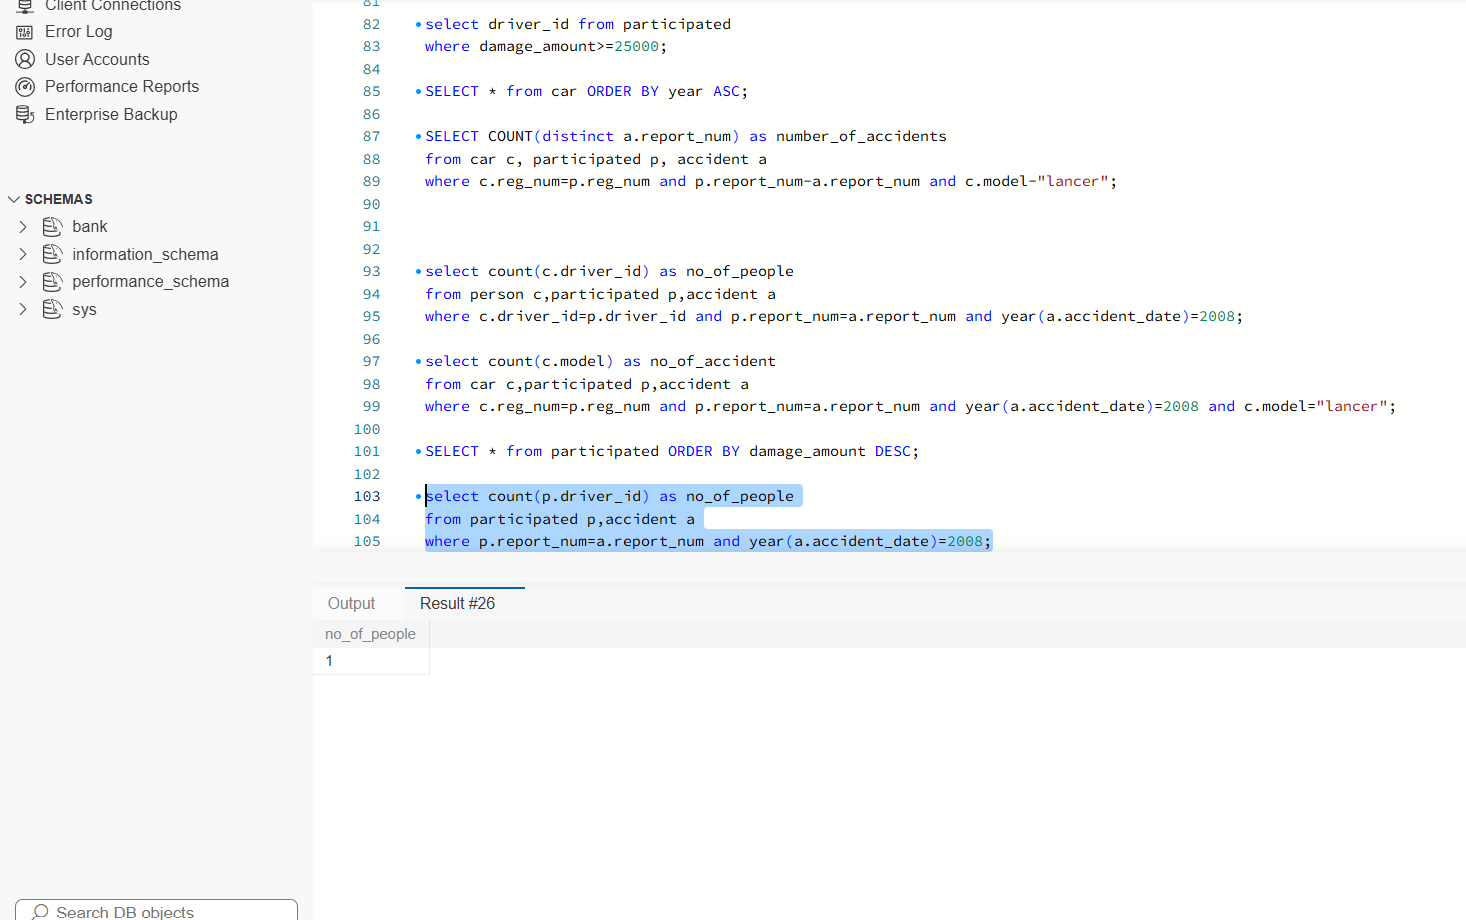 Client Connections
Error Log
User Accounts
Performance Reports
Enterprise Backup
SCHEMAS
bank
information_schema
performance_schema
sys
Search DB objects
81
82 select driver_id from participated
83 where damage_amount>=25000;
84
85 SELECT * from car ORDER BY year ASC;
86
87 SELECT COUNT(distinct a.report_num) as number_of_accidents
88 from car c, participated p, accident a
89 where c.reg_num=p.reg_num and p.report_num-a.report_num and c.model-"lancer";
90
91
92
93 select count(c.driver_id) as no_of_people
94 from person c,participated p,accident a
95 where c.driver_id=p.driver_id and p.report_num=a.report_num and year(a.accident_date)=2008;
96
97 select count(c.model) as no_of_accident
98 from car c,participated p,accident a
99 where c.reg_num=p.reg_num and p.report_num=a.report_num and year(a.accident_date)=2008 and c.model="lancer";
100
101 SELECT * from participated ORDER BY damage_amount DESC;
102
103 select count(p.driver_id) as no_of_people
104 from participated p,accident a
105 where p.report_num=a.report_num and year(a.accident_date)=2008;
Output Result #26
no_of_people
1